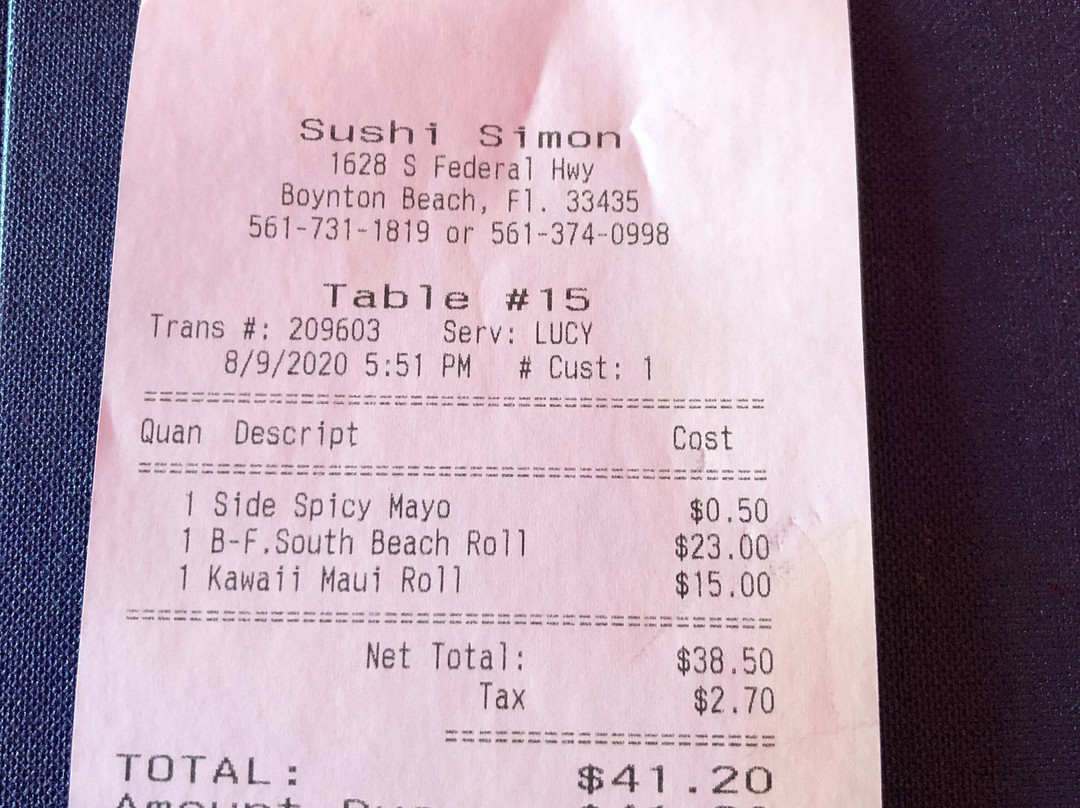 Sushi Simon
1628 S Federal Hwy
Boynton Beach, Fl. 33435
561-731-1819 or 561-374-0998
Table #15
Trans #: 209603 Serv: LUCY
8/9/2020 5:51 PM # Cust: 1
Quan Descript Cost
1 Side Spicy Mayo $0.50
1 B-F.South Beach Roll $23.00
1 Kawaii Maui Roll $15.00
Net Total: $38.50
Tax $2.70
TOTAL: $41.20
Amount